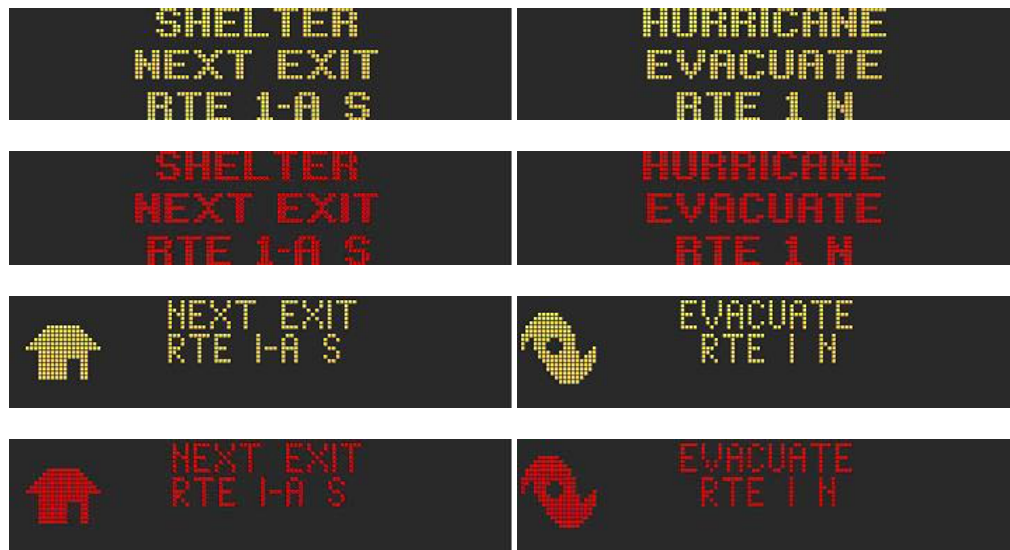 SHELTER
NEXT EXIT
RTE 1-A S
HURRICANE
EVACUATE
RTE 1 N
SHELTER
NEXT EXIT
RTE 1-A S
HURRICANE
EVACUATE
RTE 1 N
NEXT EXIT
RTE 1-A S
EVACUATE
RTE 1 N
NEXT EXIT
RTE 1-A S
EVACUATE
RTE 1 N